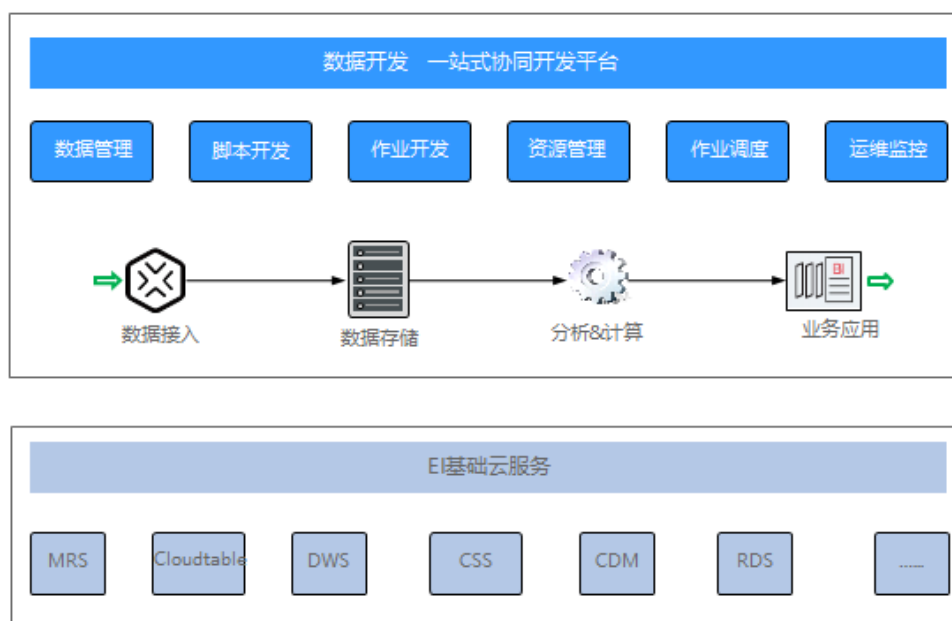 数据开发 一站式协同开发平台
数据管理 脚本开发 作业开发 资源管理 作业调度 运维监控
BI
数据接入 数据存储 分析&计算 业务应用
EI基础云服务
MRS Cloudtable DWS CSS CDM RDS ......